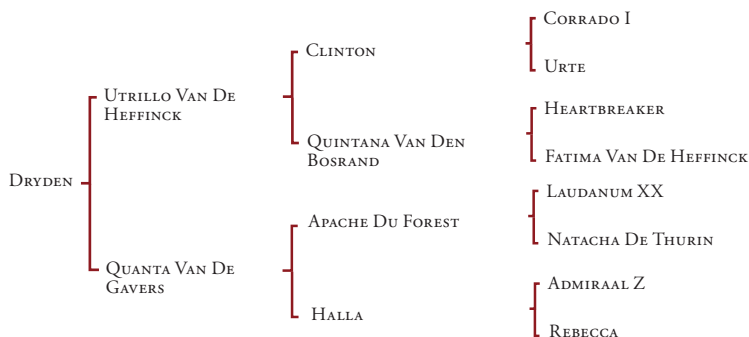 Corrado I
Clinton
Urte
Utrillo Van De
Heffinck
Heartbreaker
Quintana Van Den
Bosrand
Fatima Van De Heffinck
Dryden
Laudanum XX
Apache Du Forest
Natacha De Thurin
Quanta Van De
Gavers
Admiraal Z
Halla
Rebecca